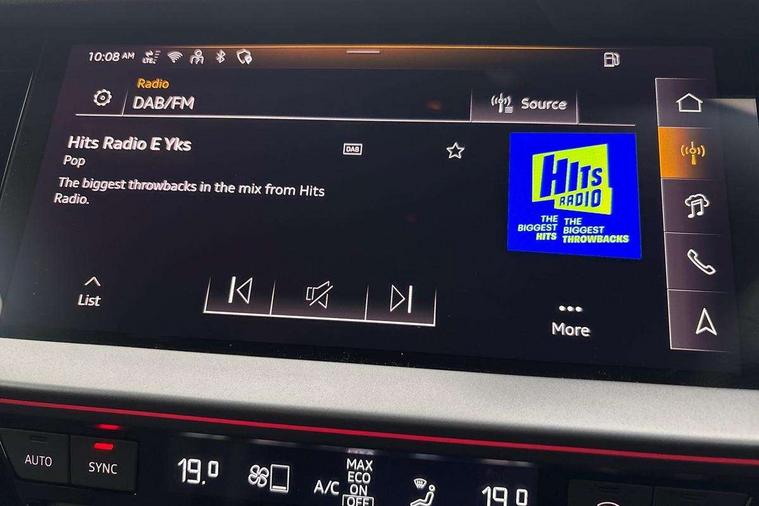 10:08 AM
LTE
Radio
DAB/FM
Source
Hits Radio E Yks
DAB
Pop
The biggest throwbacks in the mix from Hits
Radio.
HITS
RADIO
THE
BIGGEST
HITS
THE
BIGGEST
THROWBACKS
List
More
AUTO
SYNC
19.0
A/C
MAX
ECO
ON
OFF
19.0